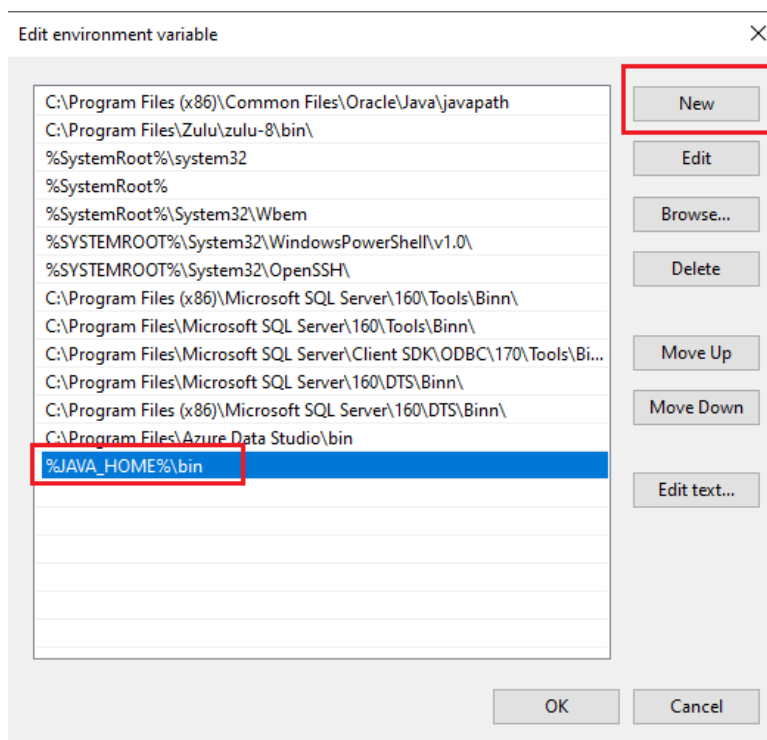 Edit environment variable
C:\Program Files (x86)\Common Files\Oracle\Java\javapath
C:\Program Files\Zulu\zulu-8\bin\
%SystemRoot%\system32
%SystemRoot%
%SystemRoot%\System32\Wbem
%SYSTEMROOT%\System32\WindowsPowerShell\v1.0\
%SYSTEMROOT%\System32\OpenSSH\
C:\Program Files (x86)\Microsoft SQL Server\160\Tools\Binn\
C:\Program Files\Microsoft SQL Server\160\Tools\Binn\
C:\Program Files\Microsoft SQL Server\Client SDK\ODBC\170\Tools\Bi...
C:\Program Files\Microsoft SQL Server\160\DTS\Binn\
C:\Program Files (x86)\Microsoft SQL Server\160\DTS\Binn\
C:\Program Files\Azure Data Studio\bin
%JAVA_HOME%\bin
New
Edit
Browse...
Delete
Move Up
Move Down
Edit text...
OK
Cancel